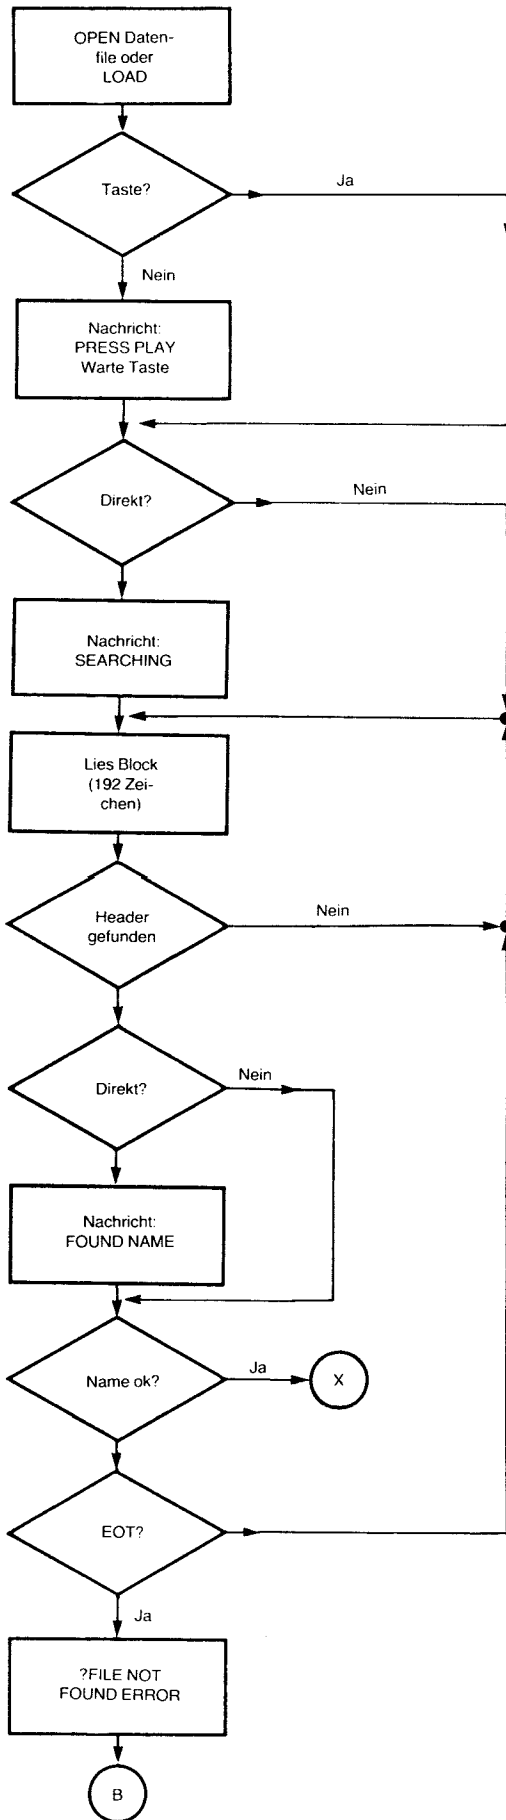 OPEN Daten-
file oder
LOAD
Taste?
Ja
Nein
Nachricht:
PRESS PLAY
Warte Taste
Direkt?
Nein
Nachricht:
SEARCHING
Lies Block
(192 Zei-
chen)
Header
gefunden
Nein
Direkt?
Nein
Nachricht:
FOUND NAME
Name ok?
Ja
X
EOT?
Ja
?FILE NOT
FOUND ERROR
B